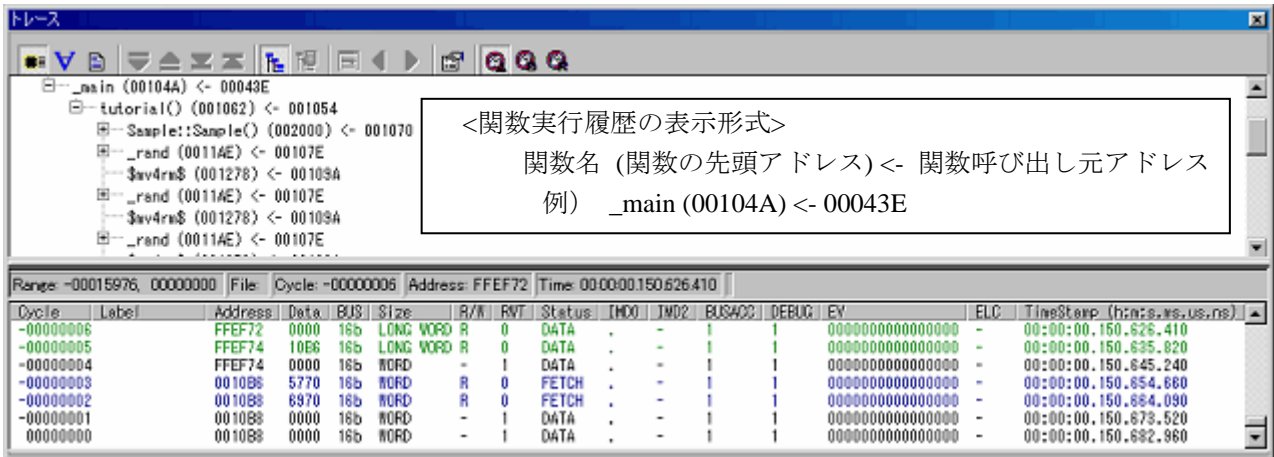 トレース
_main (00104A) <- 00043E
tutorial() (001062) <- 001054
Sample::Sample() (002000) <- 001070
_rand (0011AE) <- 00107E
$mv4rm$ (001278) <- 00109A
_rand (0011AE) <- 00107E
$mv4rm$ (001278) <- 00109A
_rand (0011AE) <- 00107E
<関数実行履歴の表示形式>
関数名 (関数の先頭アドレス) <- 関数呼び出し元アドレス
例） _main (00104A) <- 00043E
Range: -00015976, 00000000 File: Cycle: -00000006 Address: FFEF72 Time: 00:00:00.150.626.410
Cycle Label Address Data BUS Size R/W RWT Status IMD0 IMD2 BUSACC DEBUG EV ELC TimeStamp (h:m:s.ms.us.ns)
-00000006 FFEF72 0000 16b LONG WORD R 0 DATA . - 1 1 0000000000000000 - 00:00:00.150.626.410
-00000005 FFEF74 10B6 16b LONG WORD R 0 DATA . - 1 1 0000000000000000 - 00:00:00.150.635.820
-00000004 FFEF74 0000 16b WORD - 1 DATA . - 1 1 0000000000000000 - 00:00:00.150.645.240
-00000003 0010B6 5770 16b WORD R 0 FETCH . - 1 1 0000000000000000 - 00:00:00.150.654.660
-00000002 0010B8 6970 16b WORD R 0 FETCH . - 1 1 0000000000000000 - 00:00:00.150.664.090
-00000001 0010B8 0000 16b WORD - 1 DATA . - 1 1 0000000000000000 - 00:00:00.150.673.520
00000000 0010B8 0000 16b WORD - 1 DATA . - 1 1 0000000000000000 - 00:00:00.150.682.960